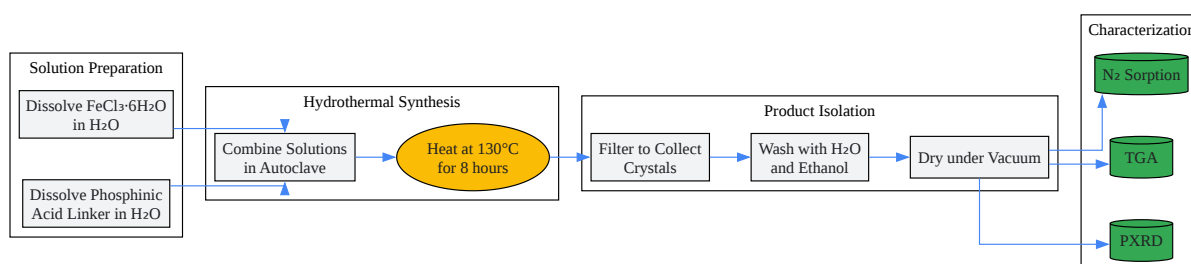 Solution Preparation
Dissolve FeCl₃·6H₂O
in H₂O
Dissolve Phosphinic
Acid Linker in H₂O
Hydrothermal Synthesis
Combine Solutions
in Autoclave
Heat at 130°C
for 8 hours
Product Isolation
Filter to Collect
Crystals
Wash with H₂O
and Ethanol
Dry under Vacuum
Characterization
N₂ Sorption
TGA
PXRD